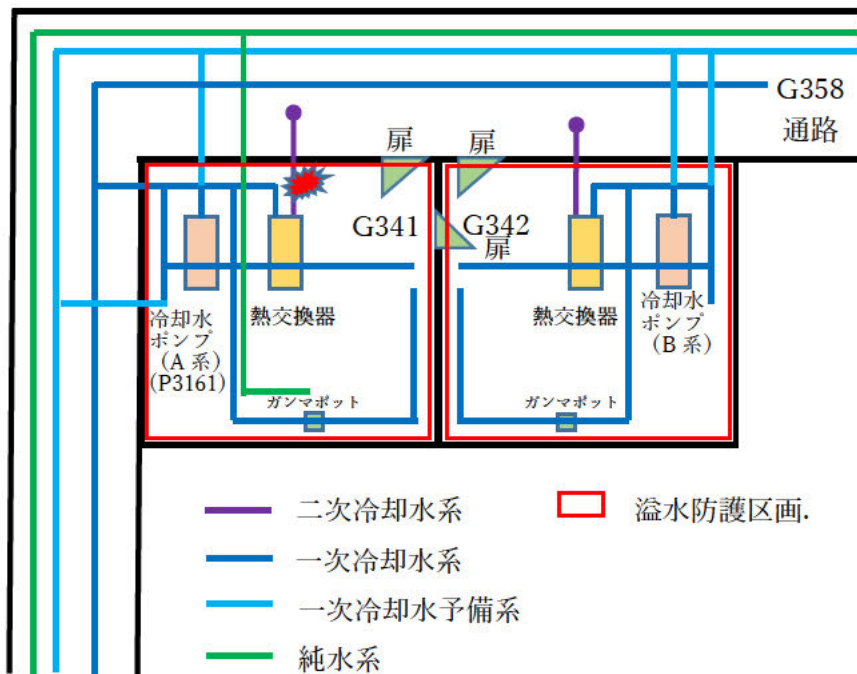 G358
通路
扉
扉
G341
G342
扉
冷却水
ポンプ
(A 系)
(P3161)
熱交換器
熱交換器
冷却水
ポンプ
(B 系)
ガンマポット
ガンマポット
二次冷却水系
溢水防護区画.
一次冷却水系
一次冷却水予備系
純水系